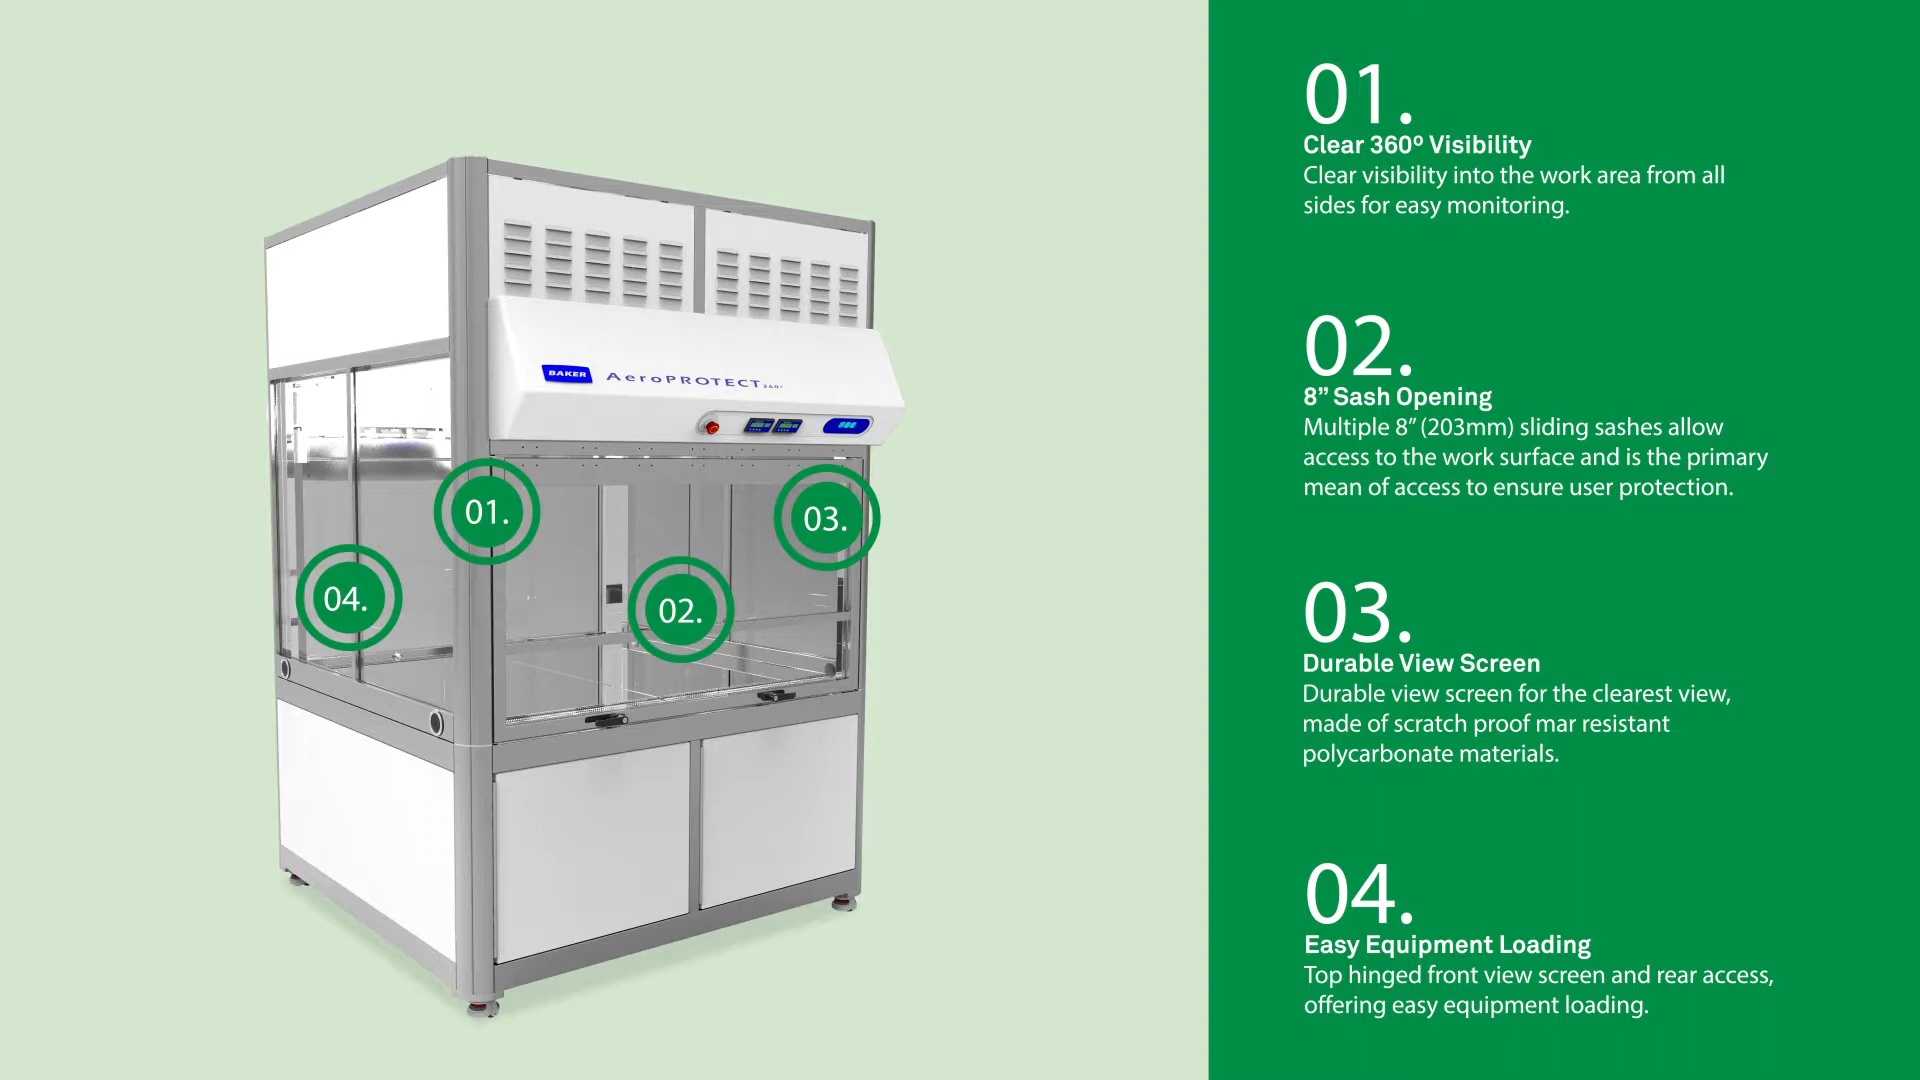 BAKER
AeroPROTECT 360°
01.
03.
04.
02.
01.
Clear 360º Visibility
Clear visibility into the work area from all
sides for easy monitoring.
02.
8” Sash Opening
Multiple 8” (203mm) sliding sashes allow
access to the work surface and is the primary
mean of access to ensure user protection.
03.
Durable View Screen
Durable view screen for the clearest view,
made of scratch proof mar resistant
polycarbonate materials.
04.
Easy Equipment Loading
Top hinged front view screen and rear access,
offering easy equipment loading.